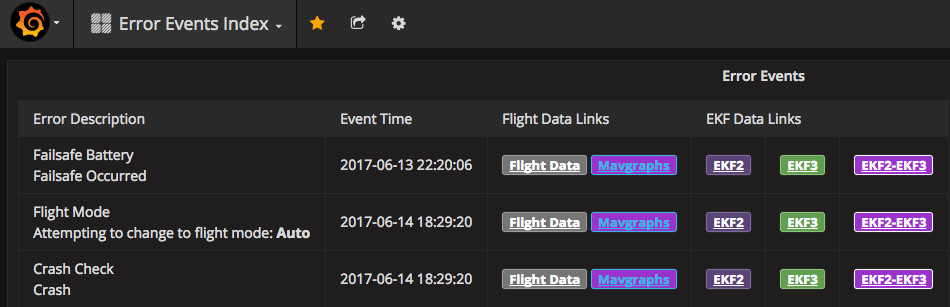 Error Events Index
Error Events
Error Description Event Time Flight Data Links EKF Data Links
Failsafe Battery
Failsafe Occurred
2017-06-13 22:20:06 Flight Data Mavgraphs EKF2 EKF3 EKF2-EKF3
Flight Mode
Attempting to change to flight mode: Auto
2017-06-14 18:29:20 Flight Data Mavgraphs EKF2 EKF3 EKF2-EKF3
Crash Check
Crash
2017-06-14 18:29:20 Flight Data Mavgraphs EKF2 EKF3 EKF2-EKF3